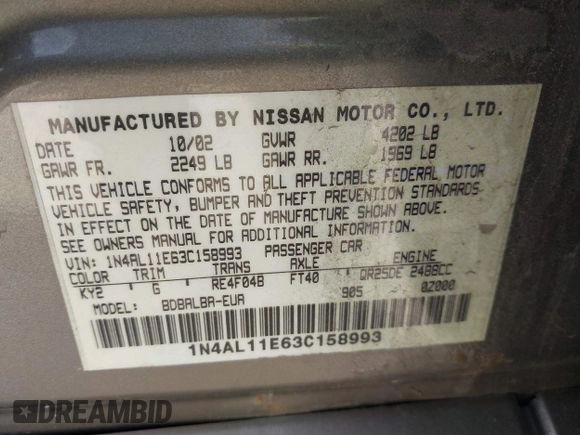 MANUFACTURED BY NISSAN MOTOR CO., LTD.
DATE 10/02 GVWR 4202 LB
GAWR FR. 2249 LB GAWR RR. 1969 LB
THIS VEHICLE CONFORMS TO ALL APPLICABLE FEDERAL MOTOR
VEHICLE SAFETY, BUMPER AND THEFT PREVENTION STANDARDS
IN EFFECT ON THE DATE OF MANUFACTURE SHOWN ABOVE.
SEE OWNERS MANUAL FOR ADDITIONAL INFORMATION.
VIN: 1N4AL11E63C158993 PASSENGER CAR
COLOR TRIM TRANS AXLE ENGINE
KY2 G RE4F04B FT40 QR25DE 2488CC
MODEL: BDBALBA-EUA 905 0Z000
1N4AL11E63C158993
DREAMBID